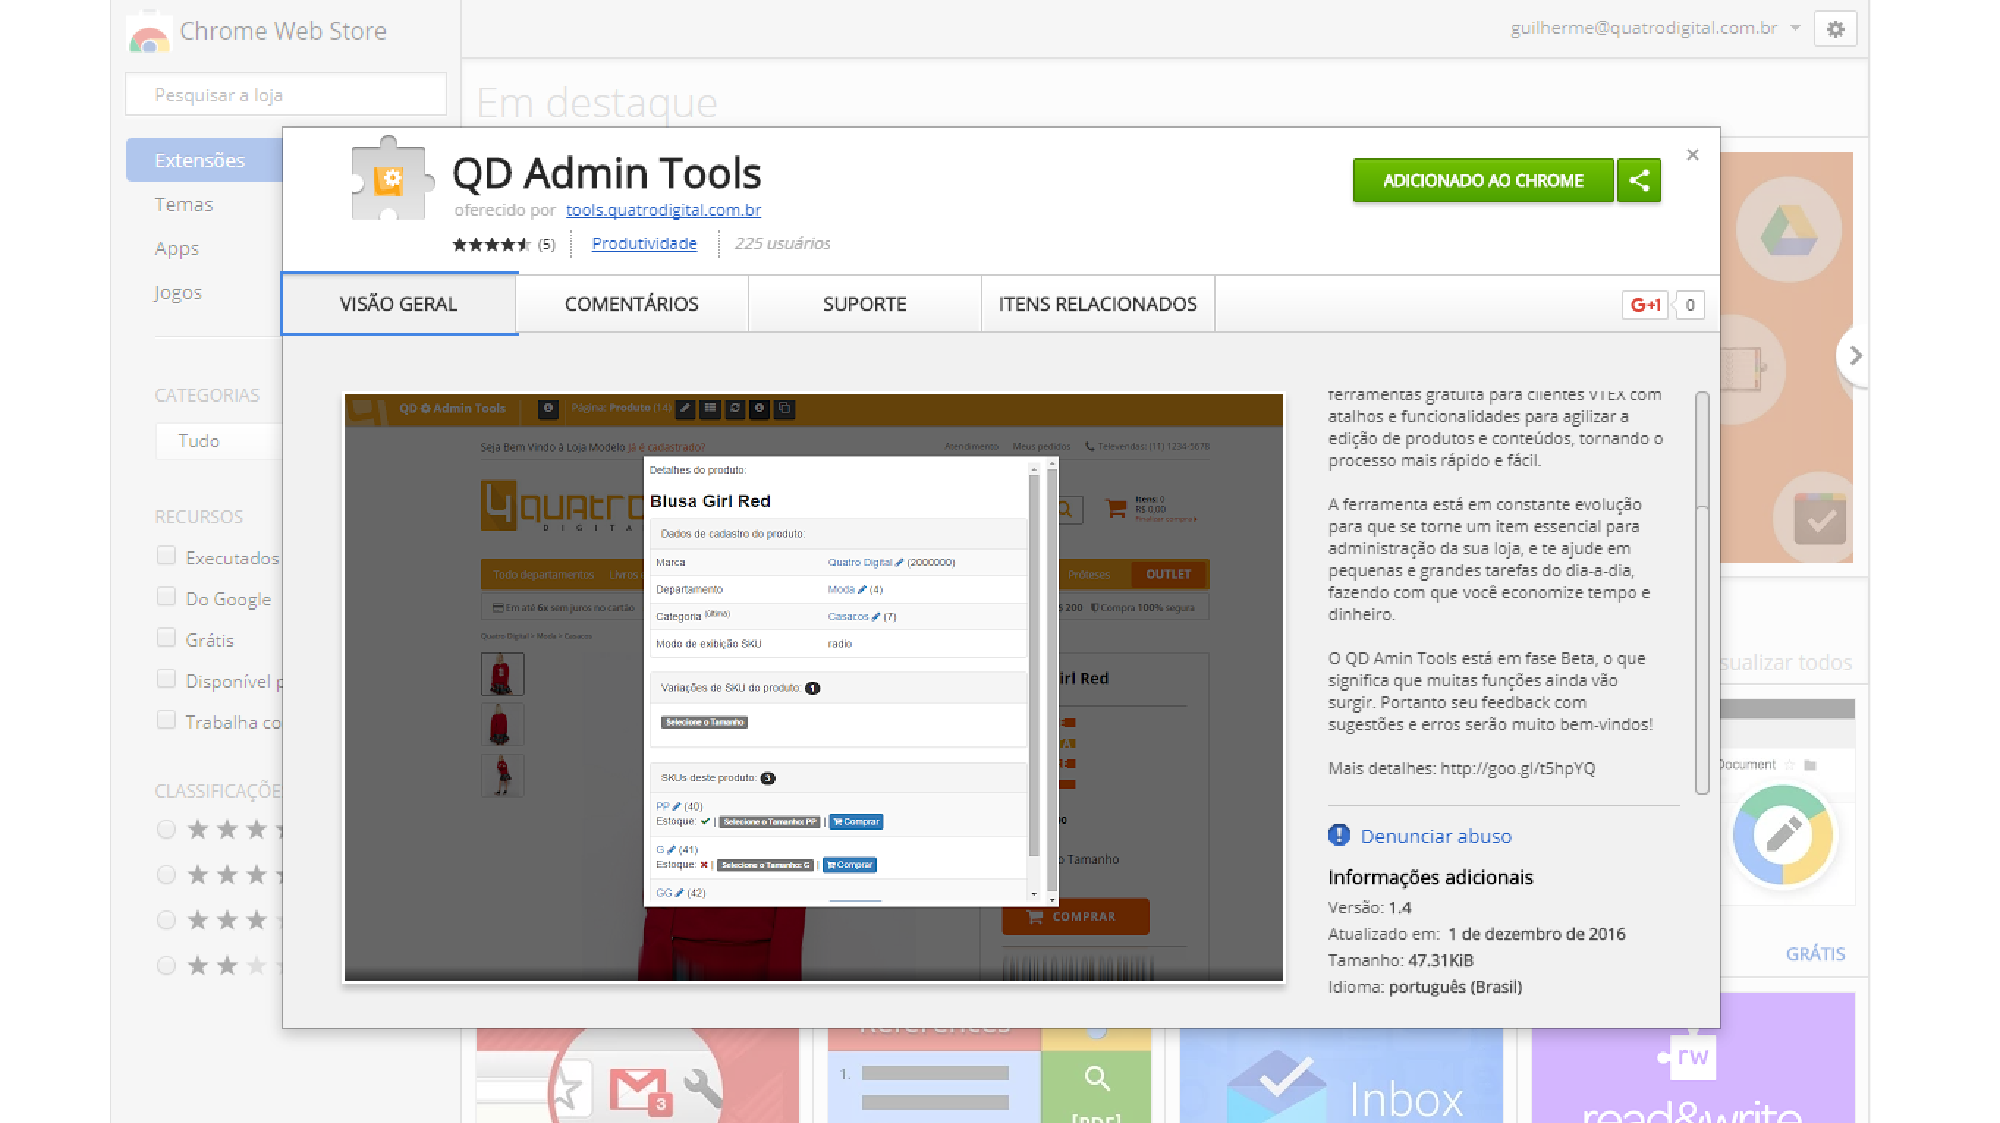 Chrome Web Store
guilherme@quatrodigital.com.br
Pesquisar a loja
Em destaque
Extensões
Temas
Apps
Jogos
CATEGORIAS
Tudo
RECURSOS
Executados
Do Google
Grátis
Disponível p
Trabalha co
CLASSIFICAÇÕE
QD Admin Tools
oferecido por tools.quatrodigital.com.br
(5)
Produtividade
225 usuários
ADICIONADO AO CHROME
VISÃO GERAL
COMENTÁRIOS
SUPORTE
ITENS RELACIONADOS
G+1
0
QD Admin Tools
Página: Produto (14)
Seja Bem Vindo à Loja Modelo Já é cadastrado?
Atendimento Meus pedidos Televendas: (11) 1234-5678
4QUATRO
DIGITA
Itens: 0
R$ 0,00
Finalizar compra
Todo departamentos Livros
Próteses
OUTLET
Em até 6x sem juros no cartão
$ 200
Compra 100% segura
Quatro Digital > Moda > Casacos
Detalhes do produto:
Blusa Girl Red
Dados de cadastro do produto:
Marca Quatro Digital (2000000)
Departamento Moda (4)
Categoria (última) Casacos (7)
Modo de exibição SKU radio
Variações de SKU do produto: 1
Selecione o Tamanho
SKUs deste produto: 3
PP (40)
Estoque: | Selecione o Tamanho: PP | Comprar
G (41)
Estoque: | Selecione o Tamanho: G | Comprar
GG (42)
irl Red
o Tamanho
COMPRAR
ferramentas gratuita para clientes VTEX com
atalhos e funcionalidades para agilizar a
edição de produtos e conteúdos, tornando o
processo mais rápido e fácil.
A ferramenta está em constante evolução
para que se torne um item essencial para
administração da sua loja, e te ajude em
pequenas e grandes tarefas do dia-a-dia,
fazendo com que você economize tempo e
dinheiro.
O QD Amin Tools está em fase Beta, o que
significa que muitas funções ainda vão
surgir. Portanto seu feedback com
sugestões e erros serão muito bem-vindos!
Mais detalhes: http://goo.gl/t5hpYQ
Denunciar abuso
Informações adicionais
Versão: 1.4
Atualizado em: 1 de dezembro de 2016
Tamanho: 47.31KiB
Idioma: português (Brasil)
sualizar todos
Document
GRÁTIS
References
3
1.
[PDF]
Inbox
rw
read&write